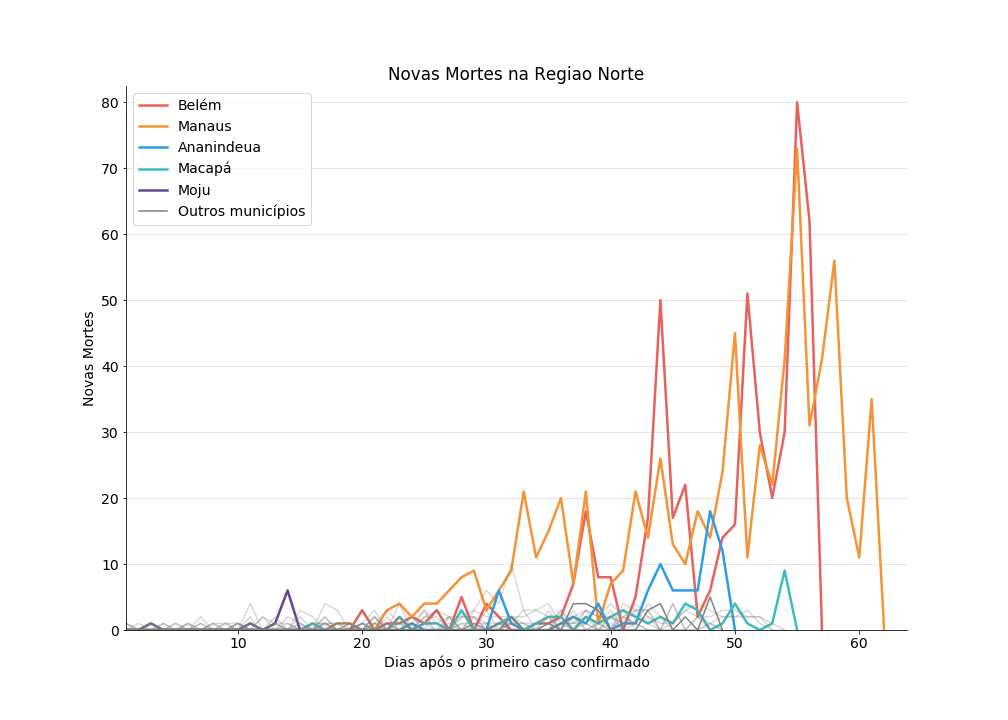 Novas Mortes na Regiao Norte
Belém
Manaus
Ananindeua
Macapá
Moju
Outros municípios
Novas Mortes
80
70
60
50
40
30
20
10
0
10
20
30
40
50
60
Dias após o primeiro caso confirmado